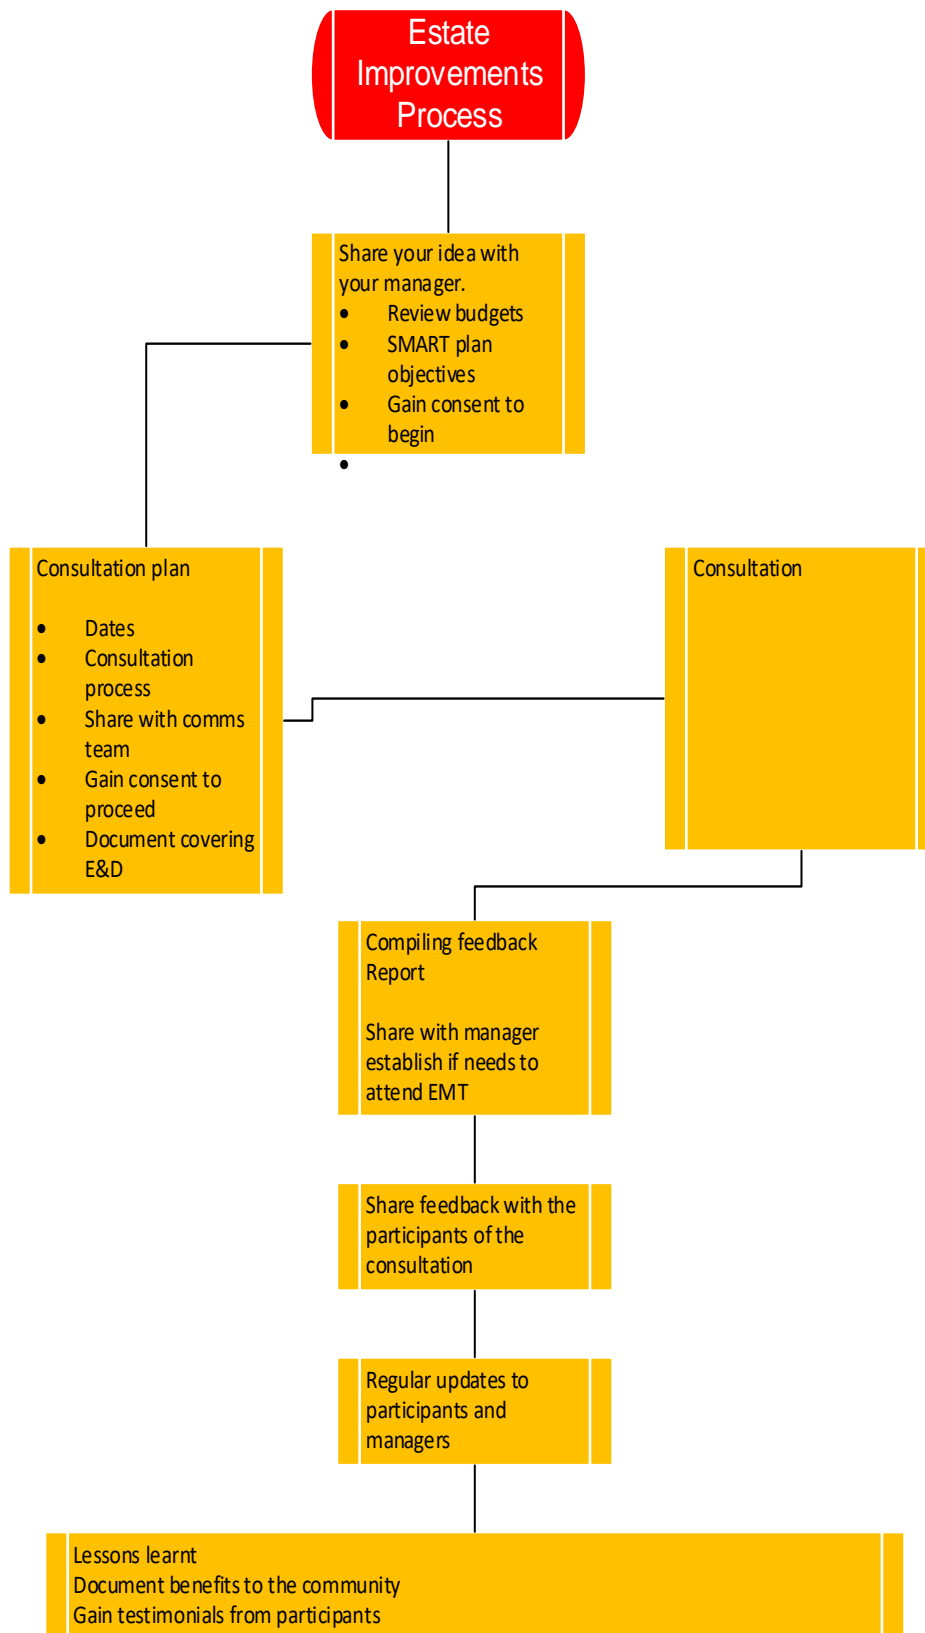 Estate
Improvements
Process
Share your idea with
your manager.
• Review budgets
• SMART plan
objectives
• Gain consent to
begin
•
Consultation plan
• Dates
• Consultation
process
• Share with comms
team
• Gain consent to
proceed
• Document covering
E&D
Consultation
Compiling feedback
Report
Share with manager
establish if needs to
attend EMT
Share feedback with the
participants of the
consultation
Regular updates to
participants and
managers
Lessons learnt
Document benefits to the community
Gain testimonials from participants